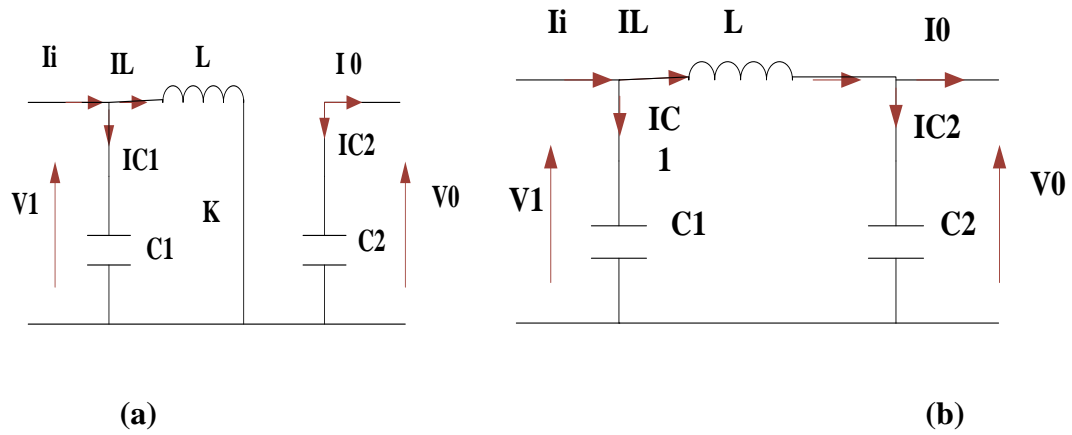 Ii IL L I 0
IC1 IC2
V1 K V0
C1 C2
(a)
Ii IL L I0
IC
1
IC2
V1 V0
C1 C2
(b)